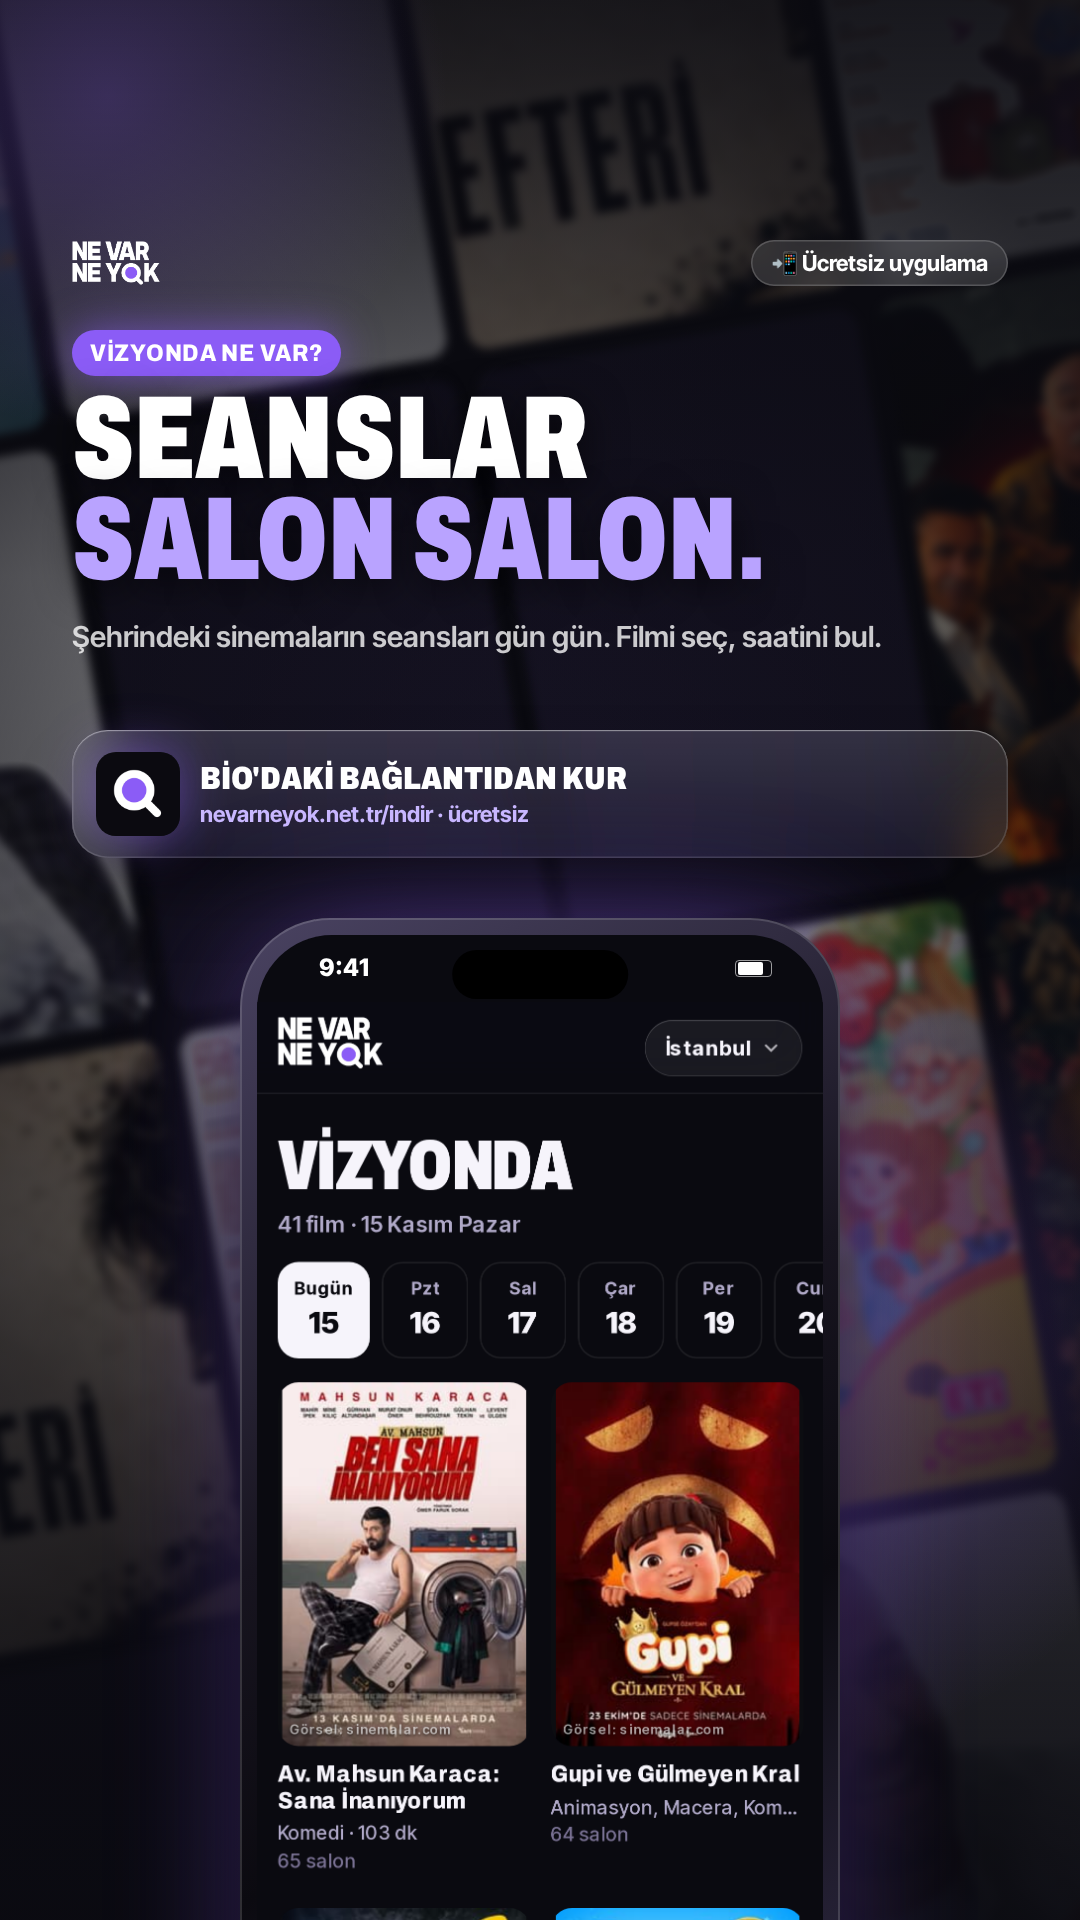 EFTERİ
NE VAR
NE YOK
📲 Ücretsiz uygulama
VİZYONDA NE VAR?
SEANSLAR
SALON SALON.
Şehrindeki sinemaların seansları gün gün. Filmi seç, saatini bul.
BİO'DAKİ BAĞLANTIDAN KUR
nevarneyok.net.tr/indir · ücretsiz
9:41
NE VAR
NE YOK
İstanbul
VİZYONDA
41 film · 15 Kasım Pazar
Bugün Pzt Sal Çar Per Cu
15 16 17 18 19 20
MAHSUN KARACA
AV. MAHSUN
BEN SANA
İNANIYORUM
13 KASIM'DA SİNEMALARDA
Görsel: sinemalar.com
Gupi
VE
GÜLMEYEN KRAL
23 EKİM'DE SADECE SİNEMALARDA
Görsel: sinemalar.com
Av. Mahsun Karaca:
Sana İnanıyorum
Komedi · 103 dk
65 salon
Gupi ve Gülmeyen Kral
Animasyon, Macera, Kom...
64 salon
ERİ